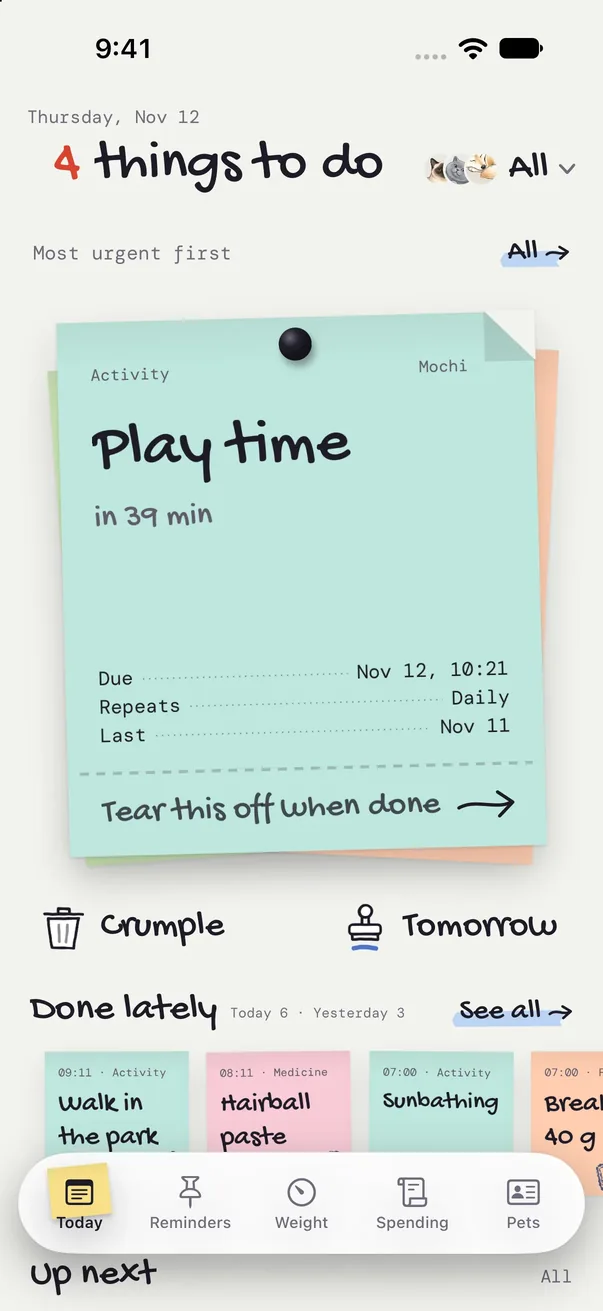 9:41
Thursday, Nov 12
4 things to do
All
Most urgent first
All
Activity
Mochi
Play time
in 39 min
Due Nov 12, 10:21
Repeats Daily
Last Nov 11
Tear this off when done
Crumple
Tomorrow
Done lately
Today 6 · Yesterday 3
See all
09:11 · Activity
Walk in
the park
08:11 · Medicine
Hairball
paste
07:00 · Activity
Sunbathing
07:00 ·
40 g
Today
Reminders
Weight
Spending
Pets
Up next
All